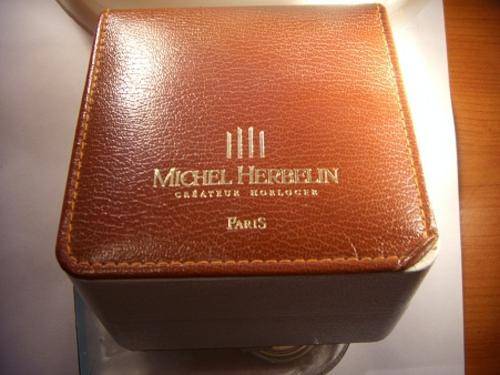 MICHEL HERBELIN
CRÉATEUR HORLOGER
PARIS